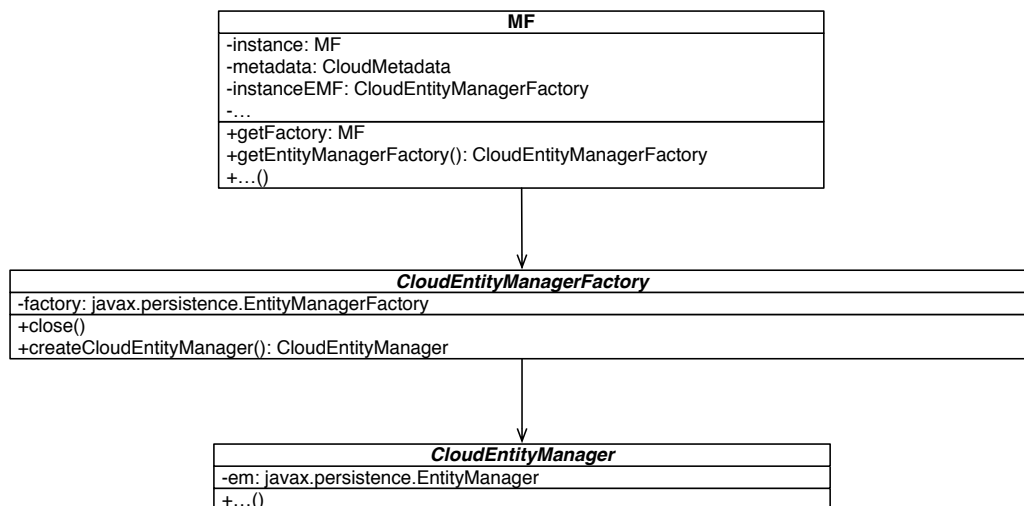 MF
-instance: MF
-metadata: CloudMetadata
-instanceEMF: CloudEntityManagerFactory
-…
+getFactory: MF
+getEntityManagerFactory(): CloudEntityManagerFactory
+…()
CloudEntityManagerFactory
-factory: javax.persistence.EntityManagerFactory
+close()
+createCloudEntityManager(): CloudEntityManager
CloudEntityManager
-em: javax.persistence.EntityManager
+…()